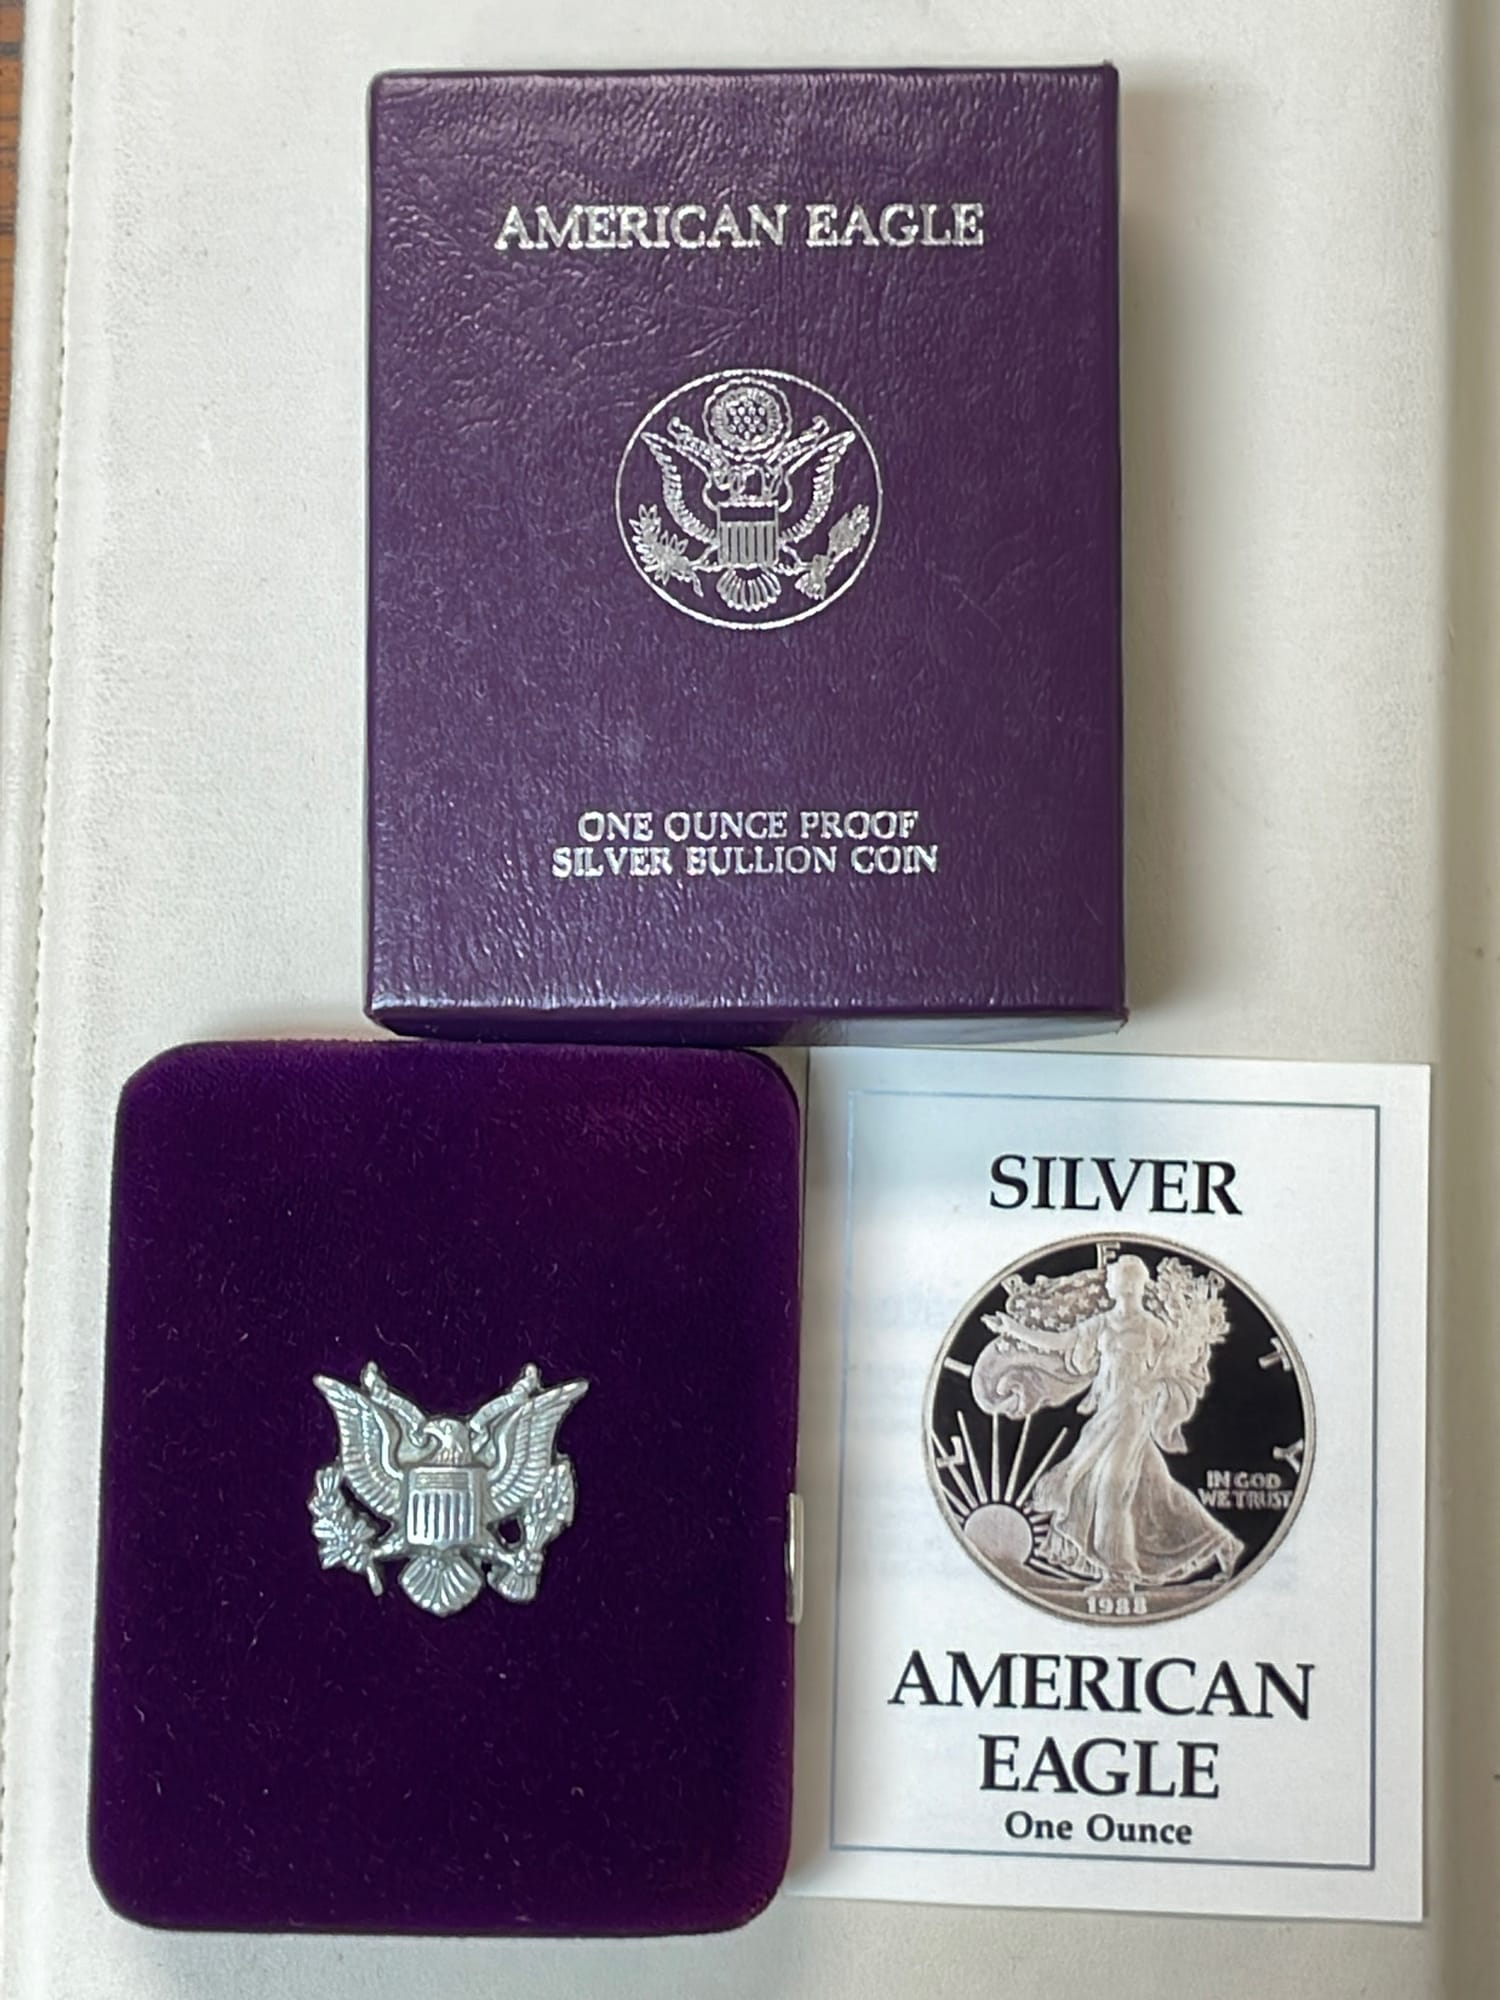 AMERICAN EAGLE
ONE OUNCE PROOF
SILVER BULLION COIN
SILVER
LIBERTY
IN GOD
WE TRUST
1988
AMERICAN
EAGLE
One Ounce